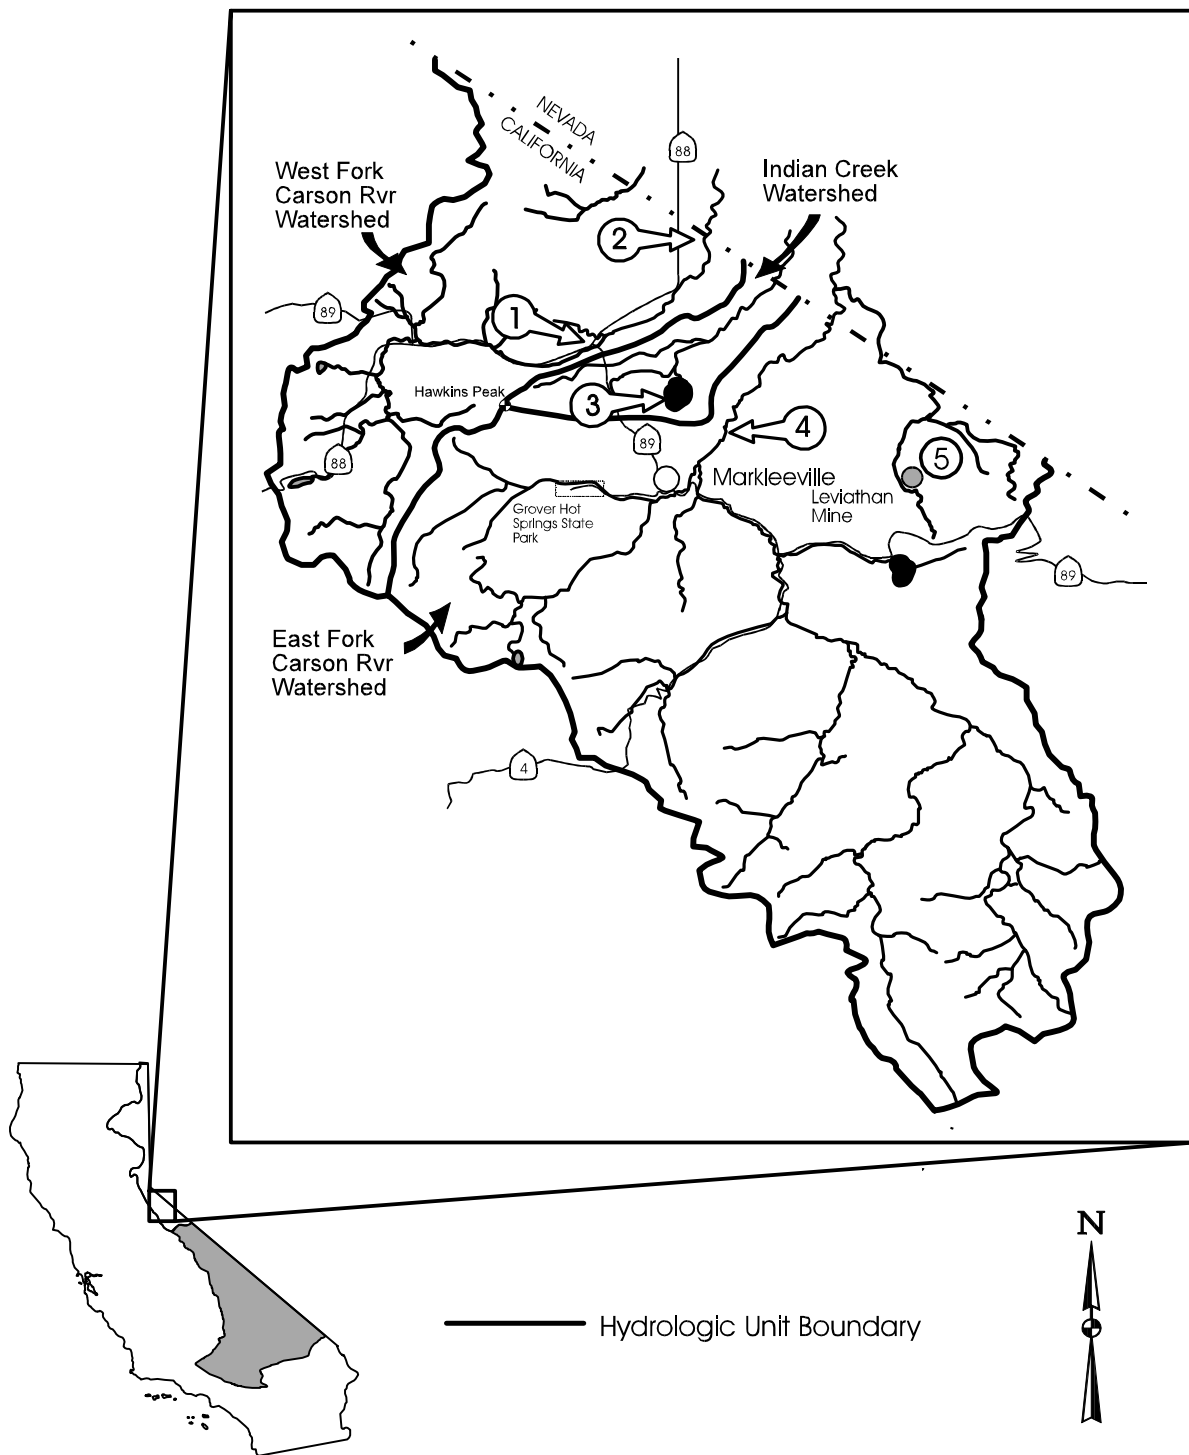 NEVADA
CALIFORNIA
88
West Fork
Carson Rvr
Watershed
Indian Creek
Watershed
2
89
1
Hawkins Peak
3
4
89
88
5
Markleeville
Leviathan
Mine
Grover Hot
Springs State
Park
89
East Fork
Carson Rvr
Watershed
4
N
Hydrologic Unit Boundary